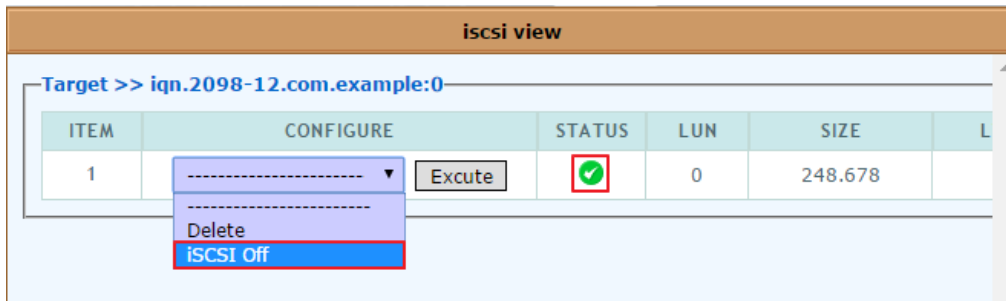 iscsi view
Target >> iqn.2098-12.com.example:0
ITEM CONFIGURE STATUS LUN SIZE L
1 ----------------------- Excute 0 248.678
------------------------
Delete
iSCSI Off